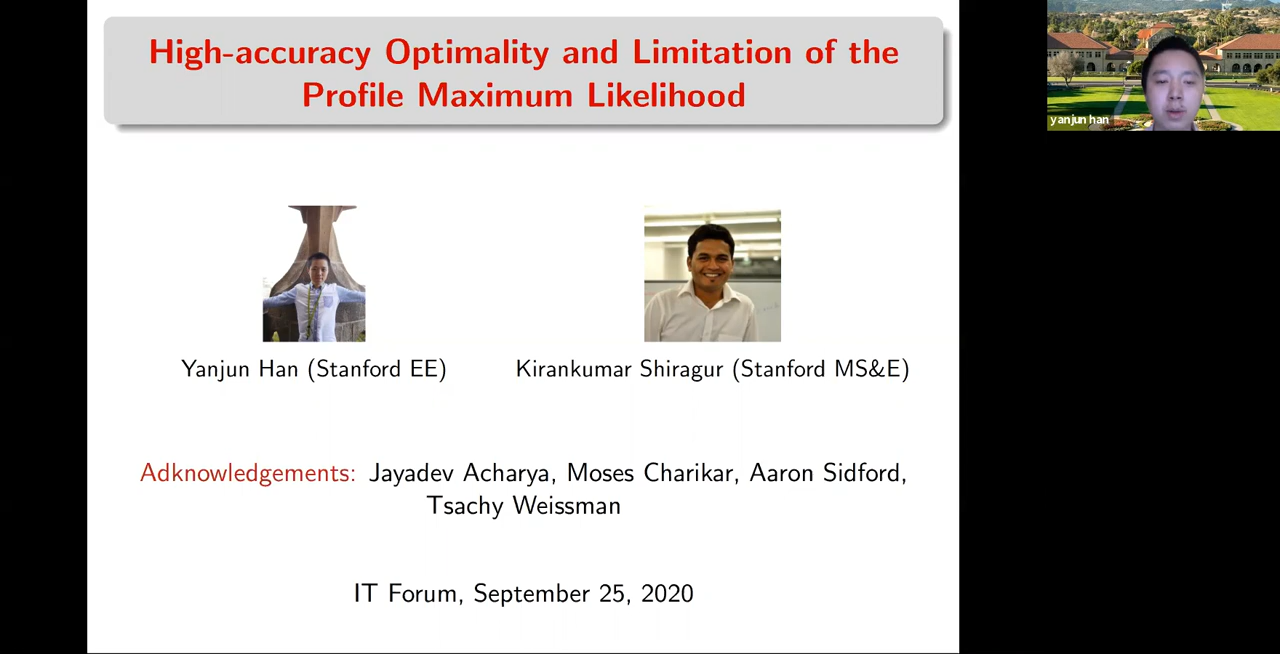 High-accuracy Optimality and Limitation of the
Profile Maximum Likelihood
yanjun han
Yanjun Han (Stanford EE)
Kirankumar Shiragur (Stanford MS&E)
Adknowledgements: Jayadev Acharya, Moses Charikar, Aaron Sidford,
Tsachy Weissman
IT Forum, September 25, 2020